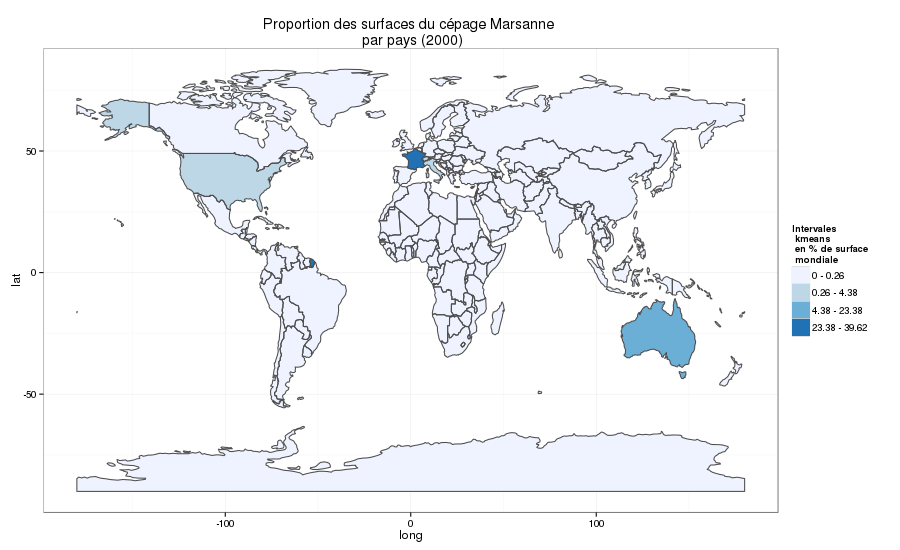 Proportion des surfaces du cépage Marsanne
par pays (2000)
50
0
-50
lat
-100
0
100
long
Intervales
kmeans
en % de surface
mondiale
0 - 0.26
0.26 - 4.38
4.38 - 23.38
23.38 - 39.62